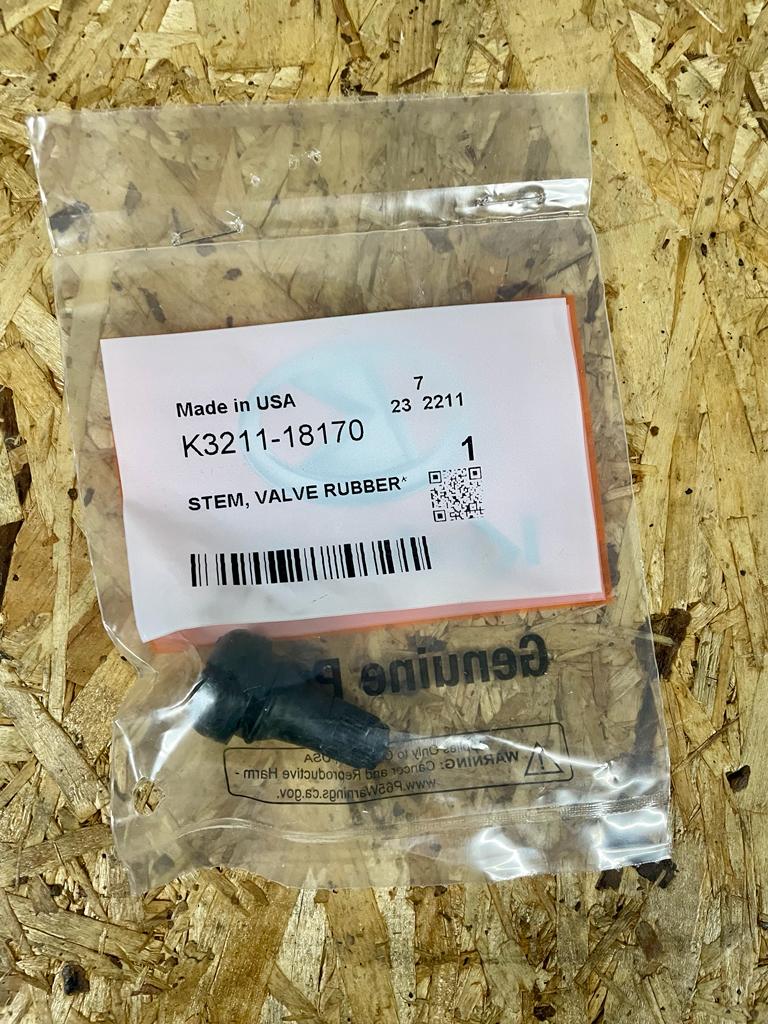 7
Made in USA
23 2211
K3211-18170
1
STEM, VALVE RUBBER*
Genuine P
WARNING: Cancer and Reproductive Harm -
www.P65Warnings.ca.gov.